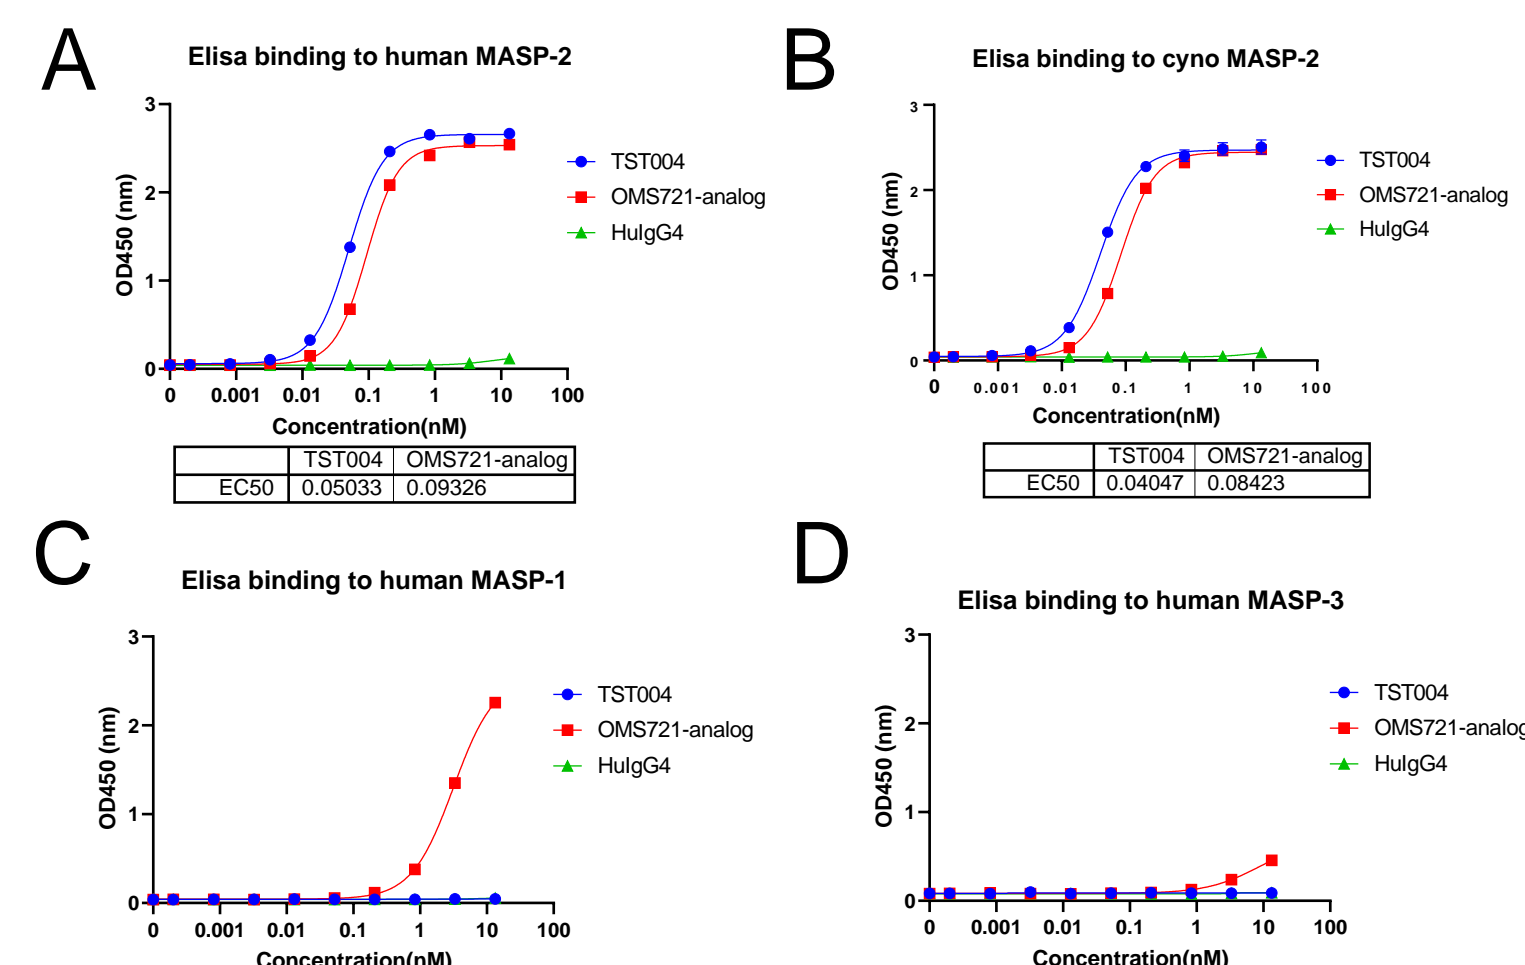 A
Elisa binding to human MASP-2
3
2
1
0
OD450 (nm)
0 0.001 0.01 0.1 1 10 100
Concentration(nM)
TST004
OMS721-analog
HuIgG4
TST004 OMS721-analog
EC50 0.05033 0.09326
B
Elisa binding to cyno MASP-2
3
2
1
0
OD450 (nm)
0 0.001 0.01 0.1 1 10 100
Concentration(nM)
TST004
OMS721-analog
HuIgG4
TST004 OMS721-analog
EC50 0.04047 0.08423
C
Elisa binding to human MASP-1
3
2
1
0
OD450 (nm)
0 0.001 0.01 0.1 1 10 100
Concentration(nM)
TST004
OMS721-analog
HuIgG4
D
Elisa binding to human MASP-3
3
2
1
0
OD450 (nm)
0 0.001 0.01 0.1 1 10 100
Concentration(nM)
TST004
OMS721-analog
HuIgG4